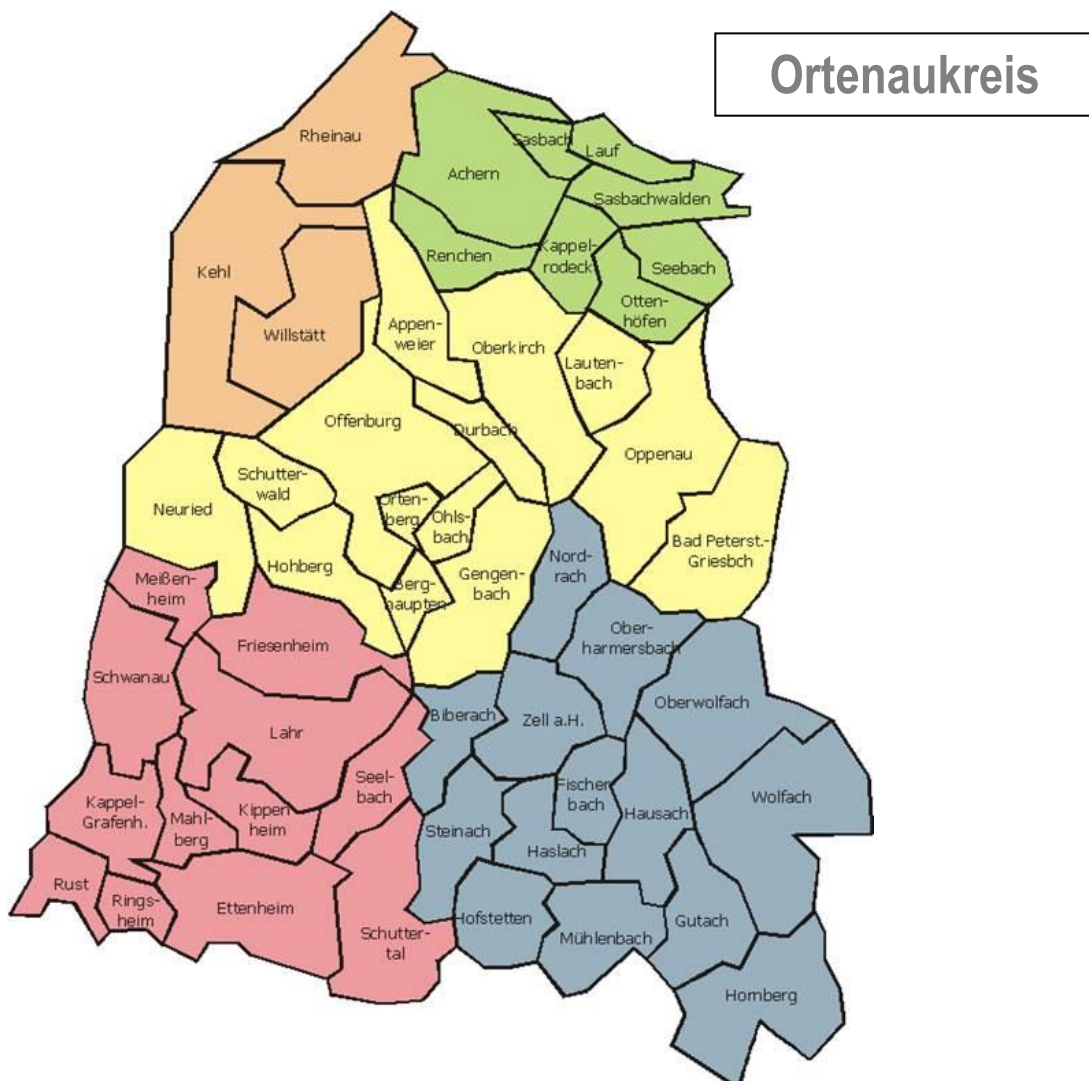 Ortenaukreis
Rheinau
Sasbach
Lauf
Achern
Sasbachwalden
Renchen
Kappel-
rodeck
Seebach
Kehl
Otten-
höfen
Willstätt
Appen-
weier
Oberkirch
Lauten-
bach
Offenburg
Durbach
Oppenau
Schutter-
wald
Neuried
Orten-
berg
Ohls-
bach
Hohberg
Berg-
haupten
Gengen-
bach
Nord-
rach
Bad Peterst.-
Griesbch
Meißen-
heim
Friesenheim
Ober-
harmersbach
Schwanau
Lahr
Biberach
Zell a.H.
Oberwolfach
Seel-
bach
Kappel-
Grafenh.
Mahl-
berg
Kippen
heim
Steinach
Fischer
bach
Hausach
Wolfach
Haslach
Rust
Rings-
heim
Ettenheim
Schutter-
tal
Hofstetten
Mühlenbach
Gutach
Hornberg